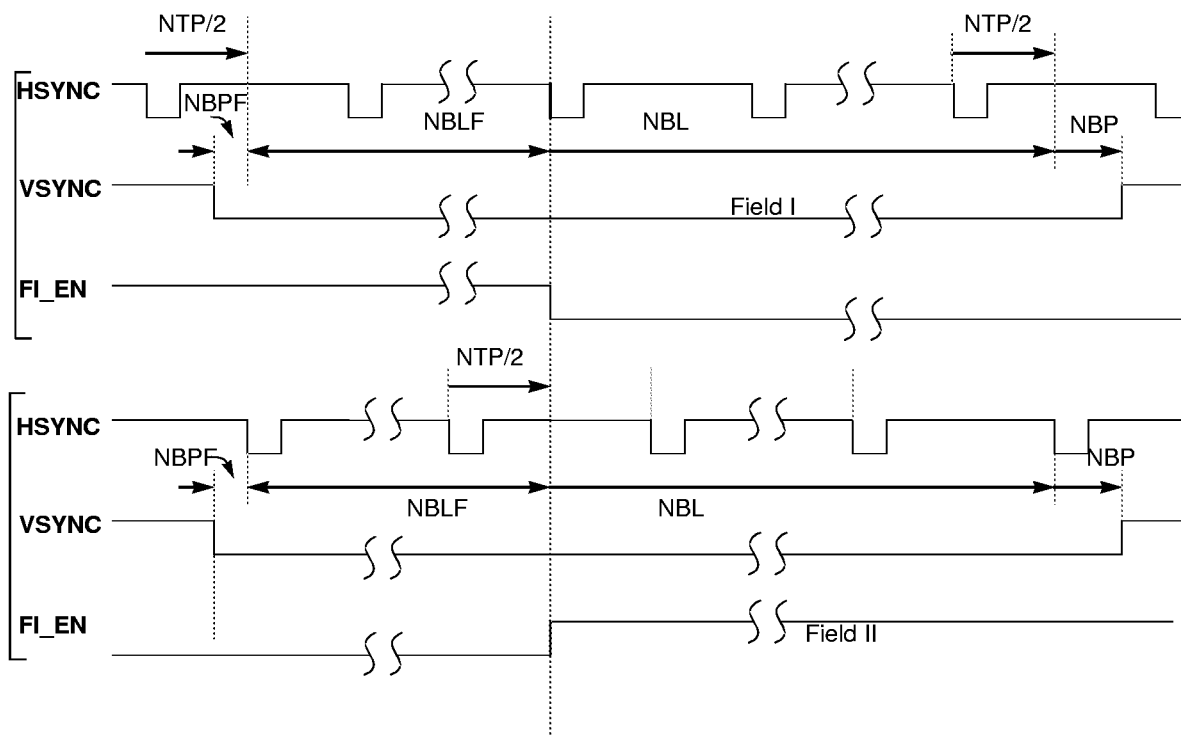 NTP/2 NTP/2
HSYNC
NBPF NBLF NBL NBP
VSYNC
Field I
FI_EN
NTP/2
HSYNC
NBPF NBP
NBLF NBL
VSYNC
FI_EN
Field II